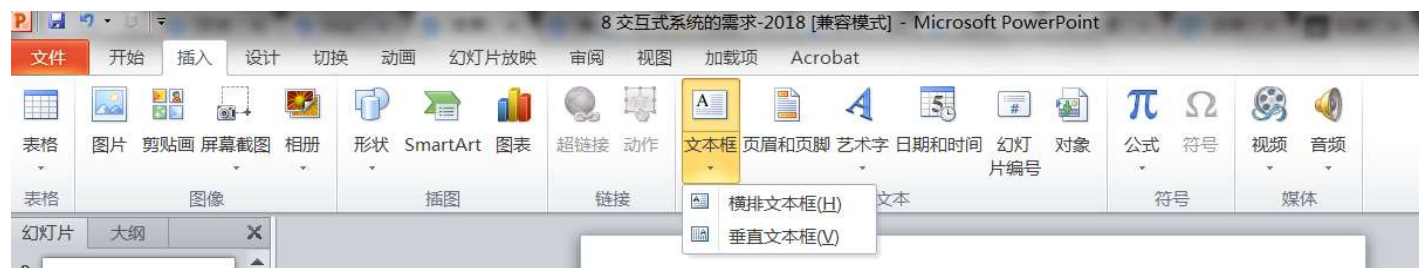 8 交互式系统的需求-2018 [兼容模式] - Microsoft PowerPoint
文件 开始 插入 设计 切换 动画 幻灯片放映 审阅 视图 加载项 Acrobat
表格 图片 剪贴画 屏幕截图 相册 形状 SmartArt 图表 超链接 动作 文本框 页眉和页脚 艺术字 日期和时间 幻灯片编号 对象 公式 符号 视频 音频
表格 图像 插图 链接 文本 符号 媒体
横排文本框(H)
垂直文本框(V)
幻灯片 大纲